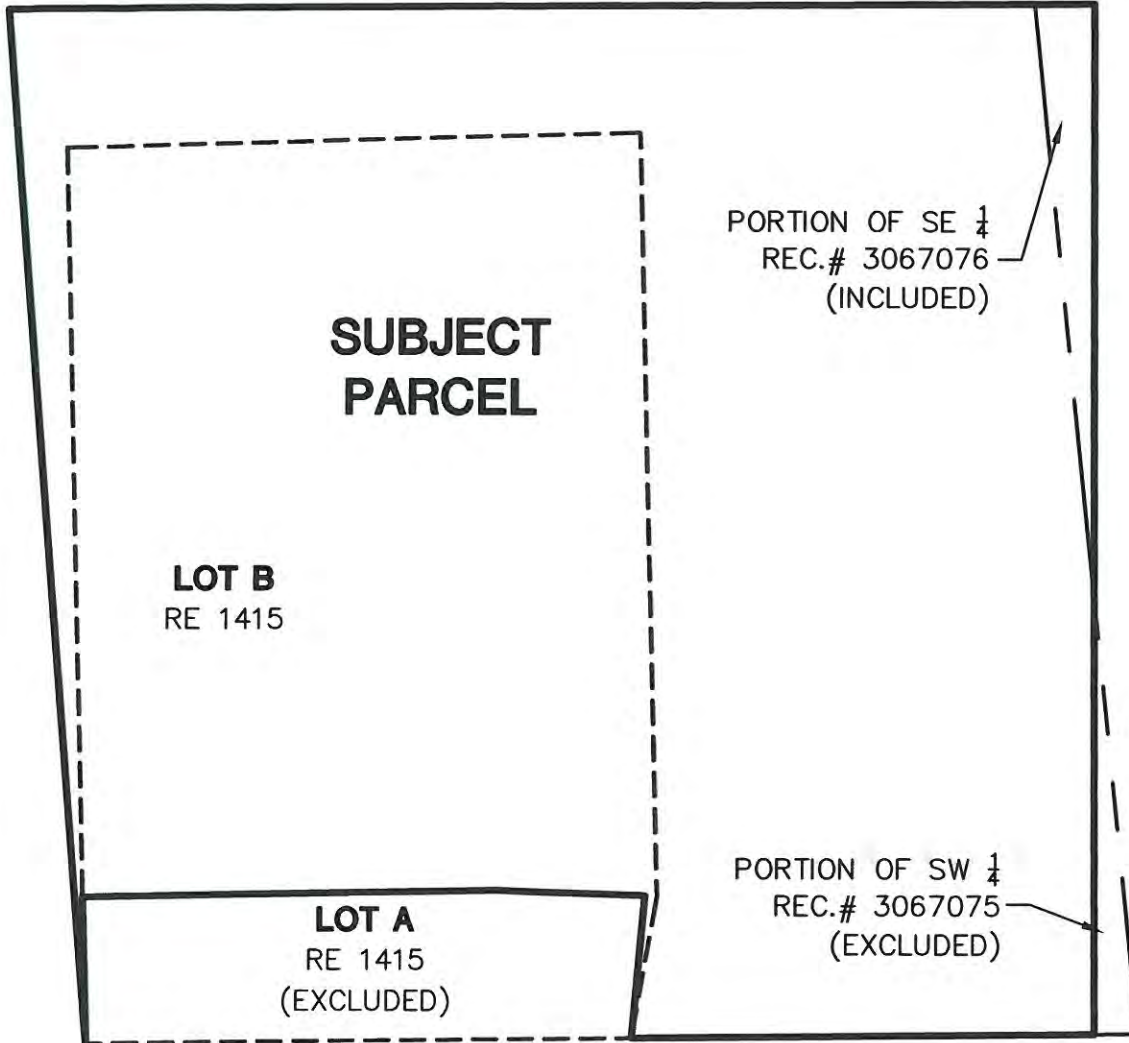 PORTION OF SE 1/4
REC.# 3067076
(INCLUDED)
SUBJECT
PARCEL
LOT B
RE 1415
PORTION OF SW 1/4
REC.# 3067075
(EXCLUDED)
LOT A
RE 1415
(EXCLUDED)